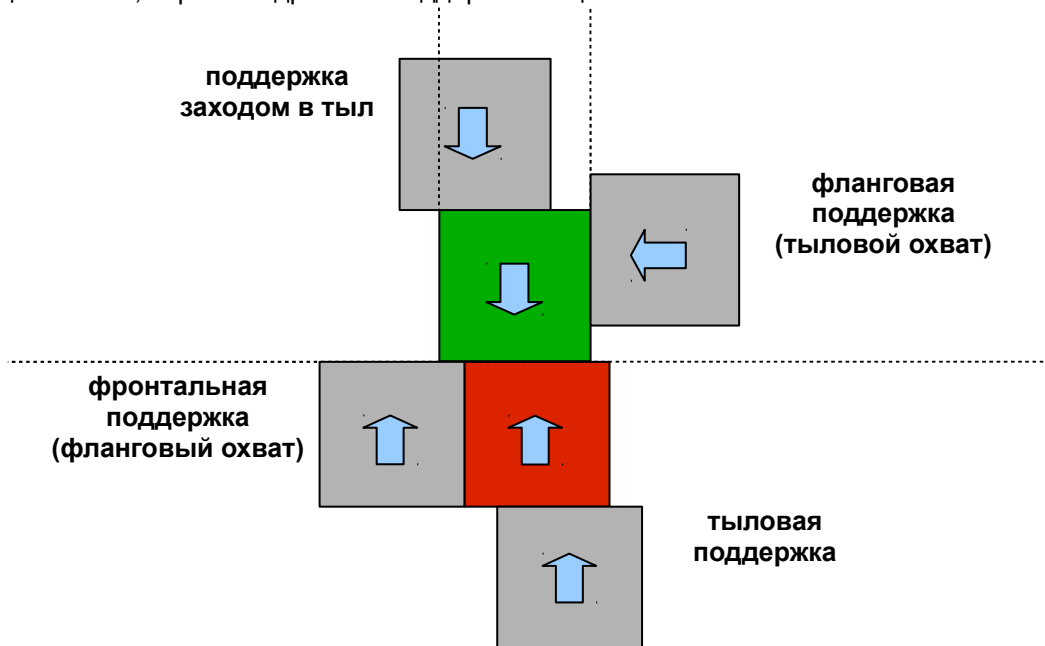 поддержка
заходом в тыл
фланговая
поддержка
(тыловой охват)
фронтальная
поддержка
(фланговый охват)
тыловая
поддержка